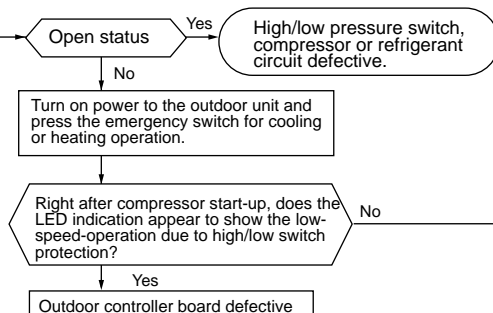 Open status
Yes
High/low pressure switch,
compressor or refrigerant
circuit defective.
No
Turn on power to the outdoor unit and
press the emergency switch for cooling
or heating operation.
Right after compressor start-up, does the
LED indication appear to show the low-
speed-operation due to high/low switch
protection?
No
Yes
Outdoor controller board defective